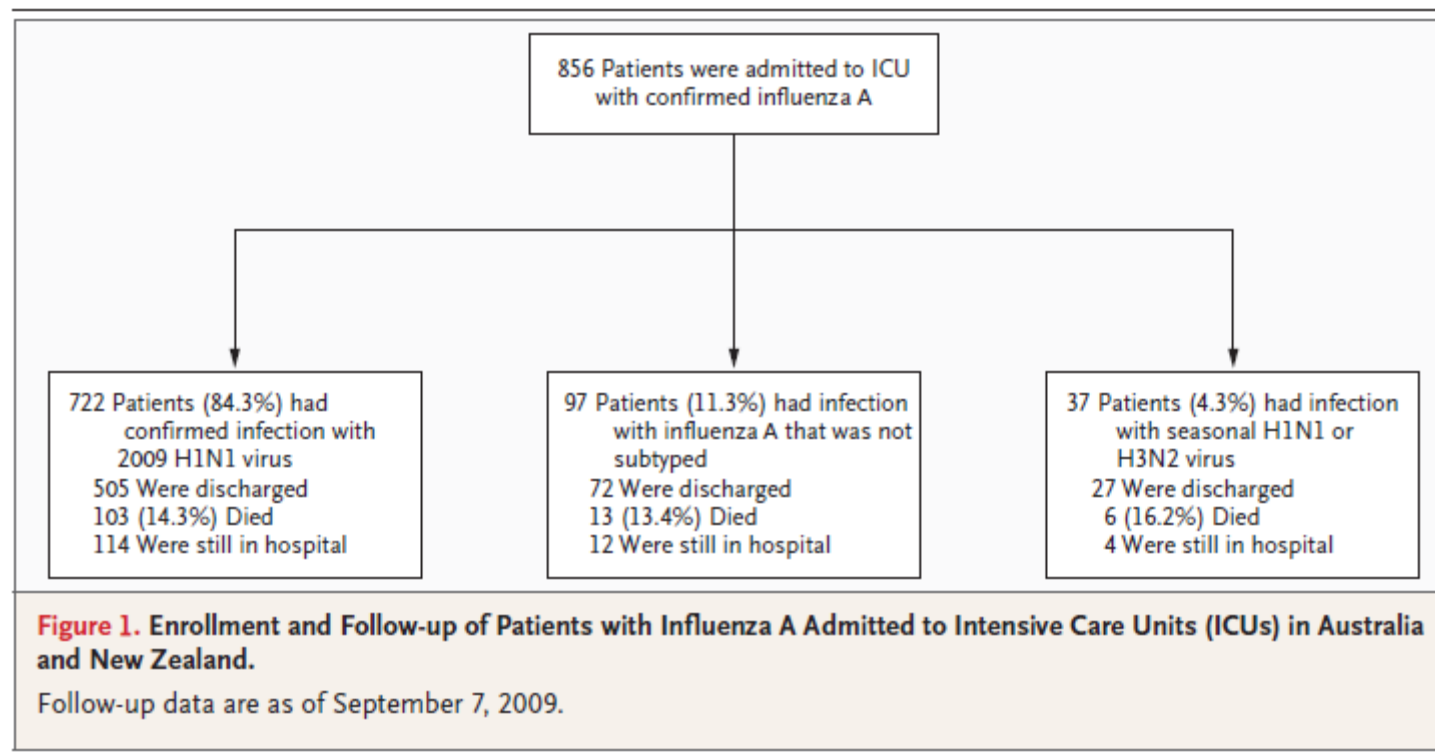 856 Patients were admitted to ICU
with confirmed influenza A
722 Patients (84.3%) had
confirmed infection with
2009 H1N1 virus
505 Were discharged
103 (14.3%) Died
114 Were still in hospital
97 Patients (11.3%) had infection
with influenza A that was not
subtyped
72 Were discharged
13 (13.4%) Died
12 Were still in hospital
37 Patients (4.3%) had infection
with seasonal H1N1 or
H3N2 virus
27 Were discharged
6 (16.2%) Died
4 Were still in hospital
Figure 1. Enrollment and Follow-up of Patients with Influenza A Admitted to Intensive Care Units (ICUs) in Australia
and New Zealand.
Follow-up data are as of September 7, 2009.